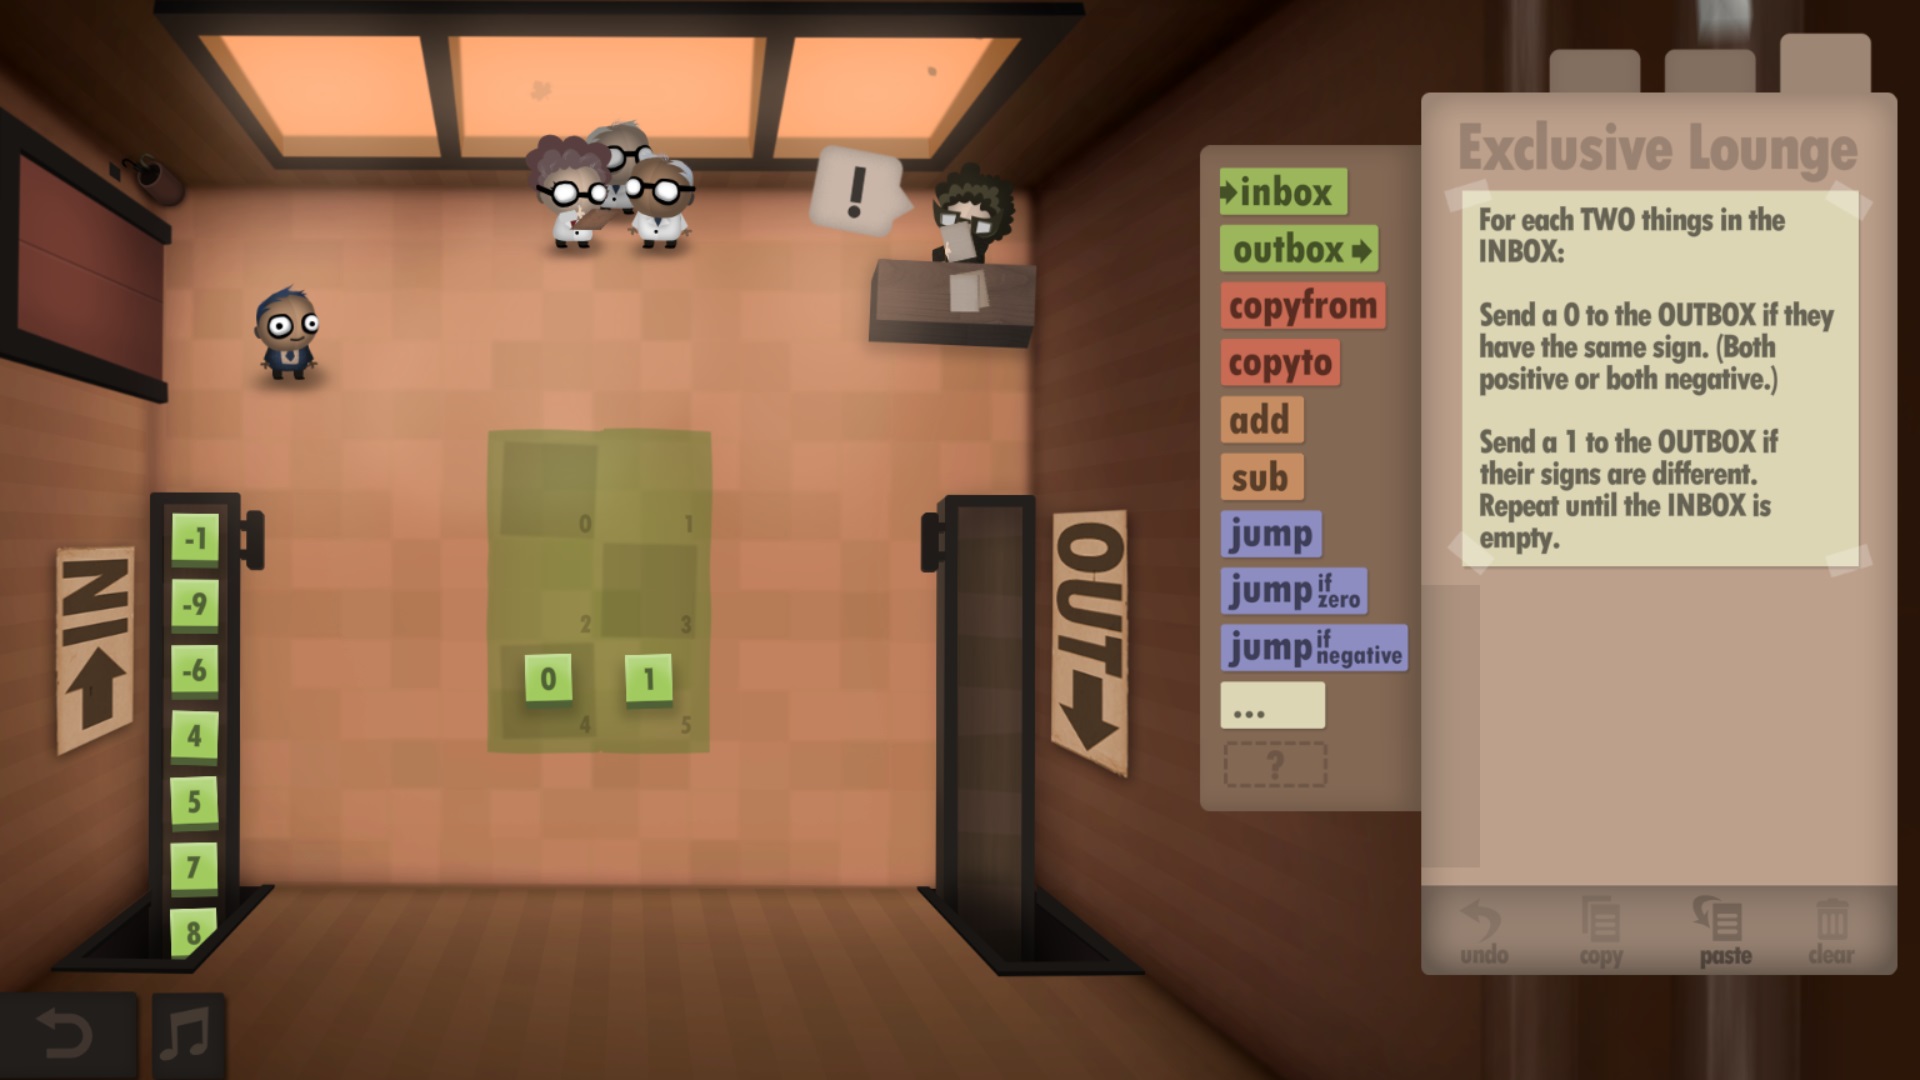 Exclusive Lounge
For each TWO things in the
INBOX:
Send a 0 to the OUTBOX if they
have the same sign. (Both
positive or both negative.)
Send a 1 to the OUTBOX if
their signs are different.
Repeat until the INBOX is
empty.
inbox
outbox
copyfrom
copyto
add
sub
jump
jump if zero
jump if negative
...
?
!
IN
-1
-9
-6
4
5
7
8
0
1
2
3
0
1
4
5
OUT
undo
copy
paste
clear